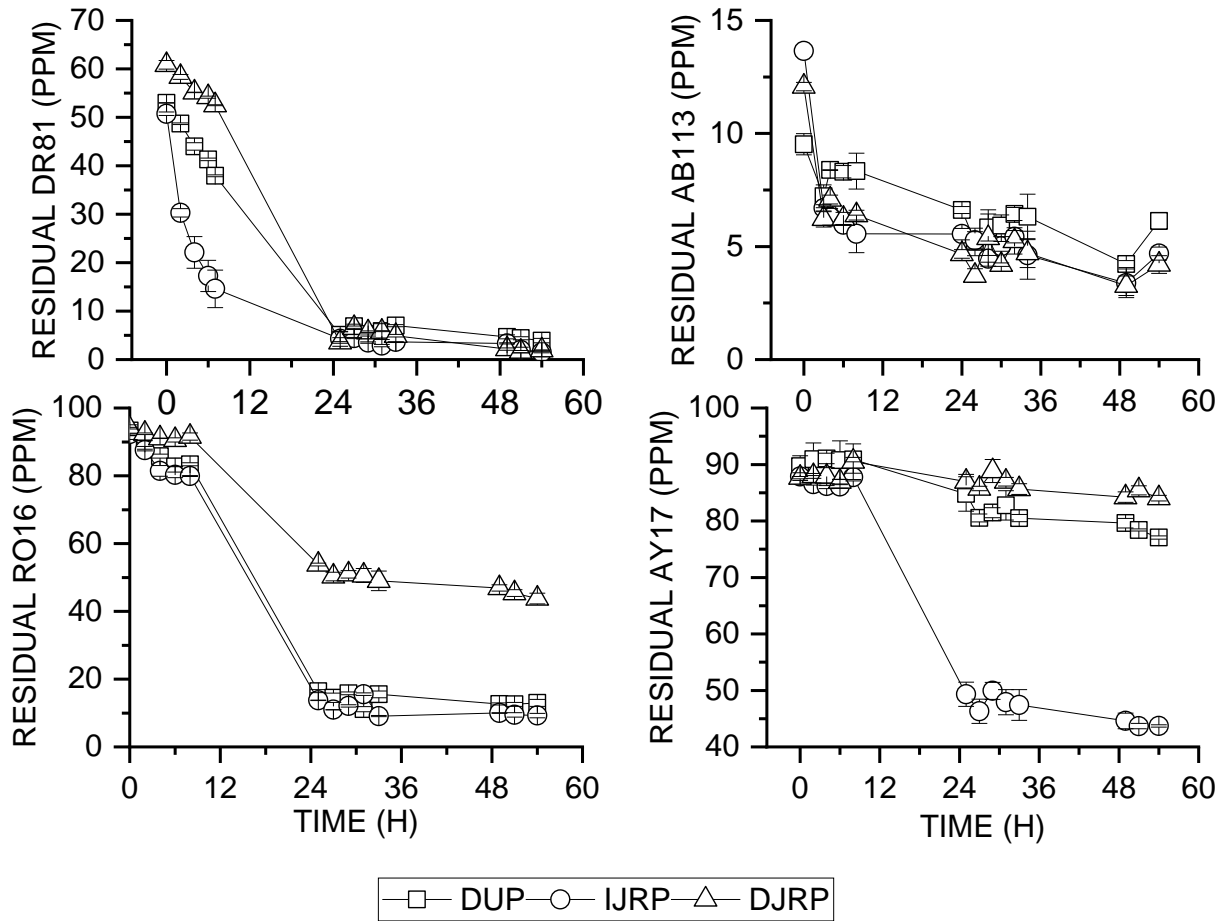 70
60
50
40
30
20
10
0
RESIDUAL DR81 (PPM)
0 12 24 36 48 60
15
10
5
0
RESIDUAL AB113 (PPM)
0 12 24 36 48 60
100
80
60
40
20
0
RESIDUAL RO16 (PPM)
0 12 24 36 48 60
TIME (H)
100
90
80
70
60
50
40
RESIDUAL AY17 (PPM)
0 12 24 36 48 60
TIME (H)
DUP IJRP DJRP